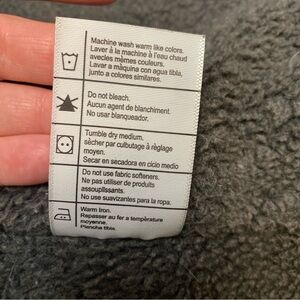 Machine wash warm like colors.
Laver à la machine à l'eau chaud
avecles mêmes couleurs.
Lavar a máquina con agua tibia,
junto a colores similares.
Do not bleach.
Aucun agent de blanchiment
No usar blanqueador.
Tumble dry medium.
sècher par culbutage à règlage
moyen.
Secar en secadora en ciclo medio
Do not use fabric softeners.
Ne pas utiliser de produits
assouplissants.
No use suavizantes para la ropa.
Warm Iron.
Repasser au fer a tempèrature
moyenne.
Plancha tibia.